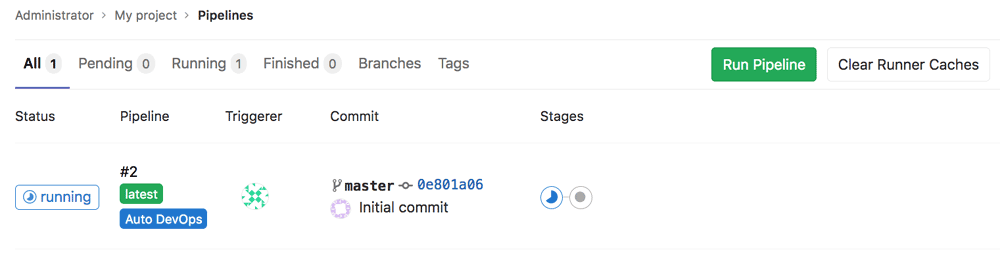 Administrator > My project > Pipelines
All 1 Pending 0 Running 1 Finished 0 Branches Tags Run Pipeline Clear Runner Caches
Status Pipeline Triggerer Commit Stages
#2
latest
master 0e801a06
running
Auto DevOps
Initial commit